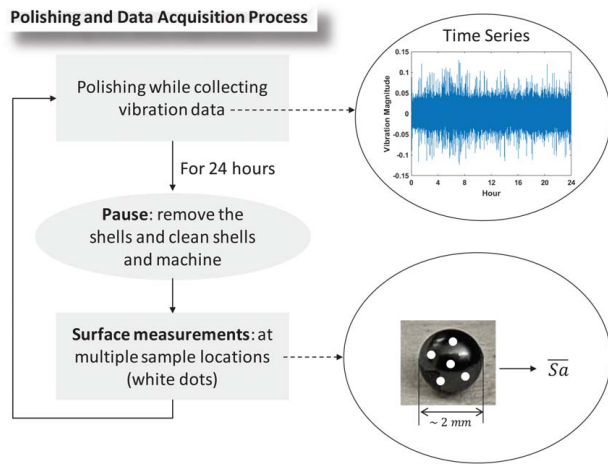 Polishing and Data Acquisition Process
Polishing while collecting
vibration data
For 24 hours
Pause: remove the
shells and clean shells
and machine
Surface measurements: at
multiple sample locations
(white dots)
Time Series
0.15
0.1
0.05
0
-0.05
-0.1
-0.15
Vibration Magnitude
0 4 8 12 16 20 24
Hour
~ 2 mm
S̅a̅